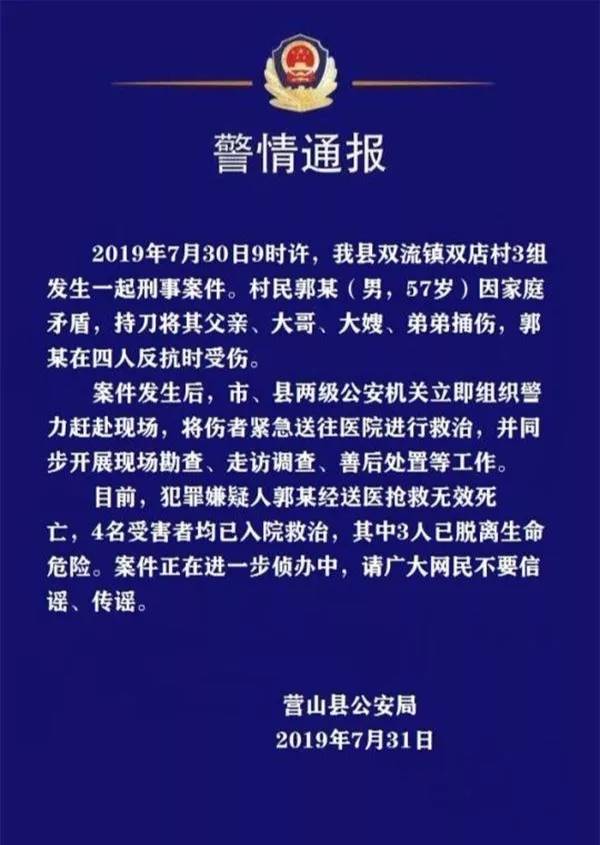 警情通报
2019年7月30日9时许，我县双流镇双店村3组
发生一起刑事案件。村民郭某（男，57岁）因家庭
矛盾，持刀将其父亲、大哥、大嫂、弟弟捅伤，郭
某在四人反抗时受伤。
案件发生后，市、县两级公安机关立即组织警
力赶赴现场，将伤者紧急送往医院进行救治，并同
步开展现场勘查、走访调查、善后处置等工作。
目前，犯罪嫌疑人郭某经送医抢救无效死
亡，4名受害者均已入院救治，其中3人已脱离生命
危险。案件正在进一步侦办中，请广大网民不要信
谣、传谣。
营山县公安局
2019年7月31日